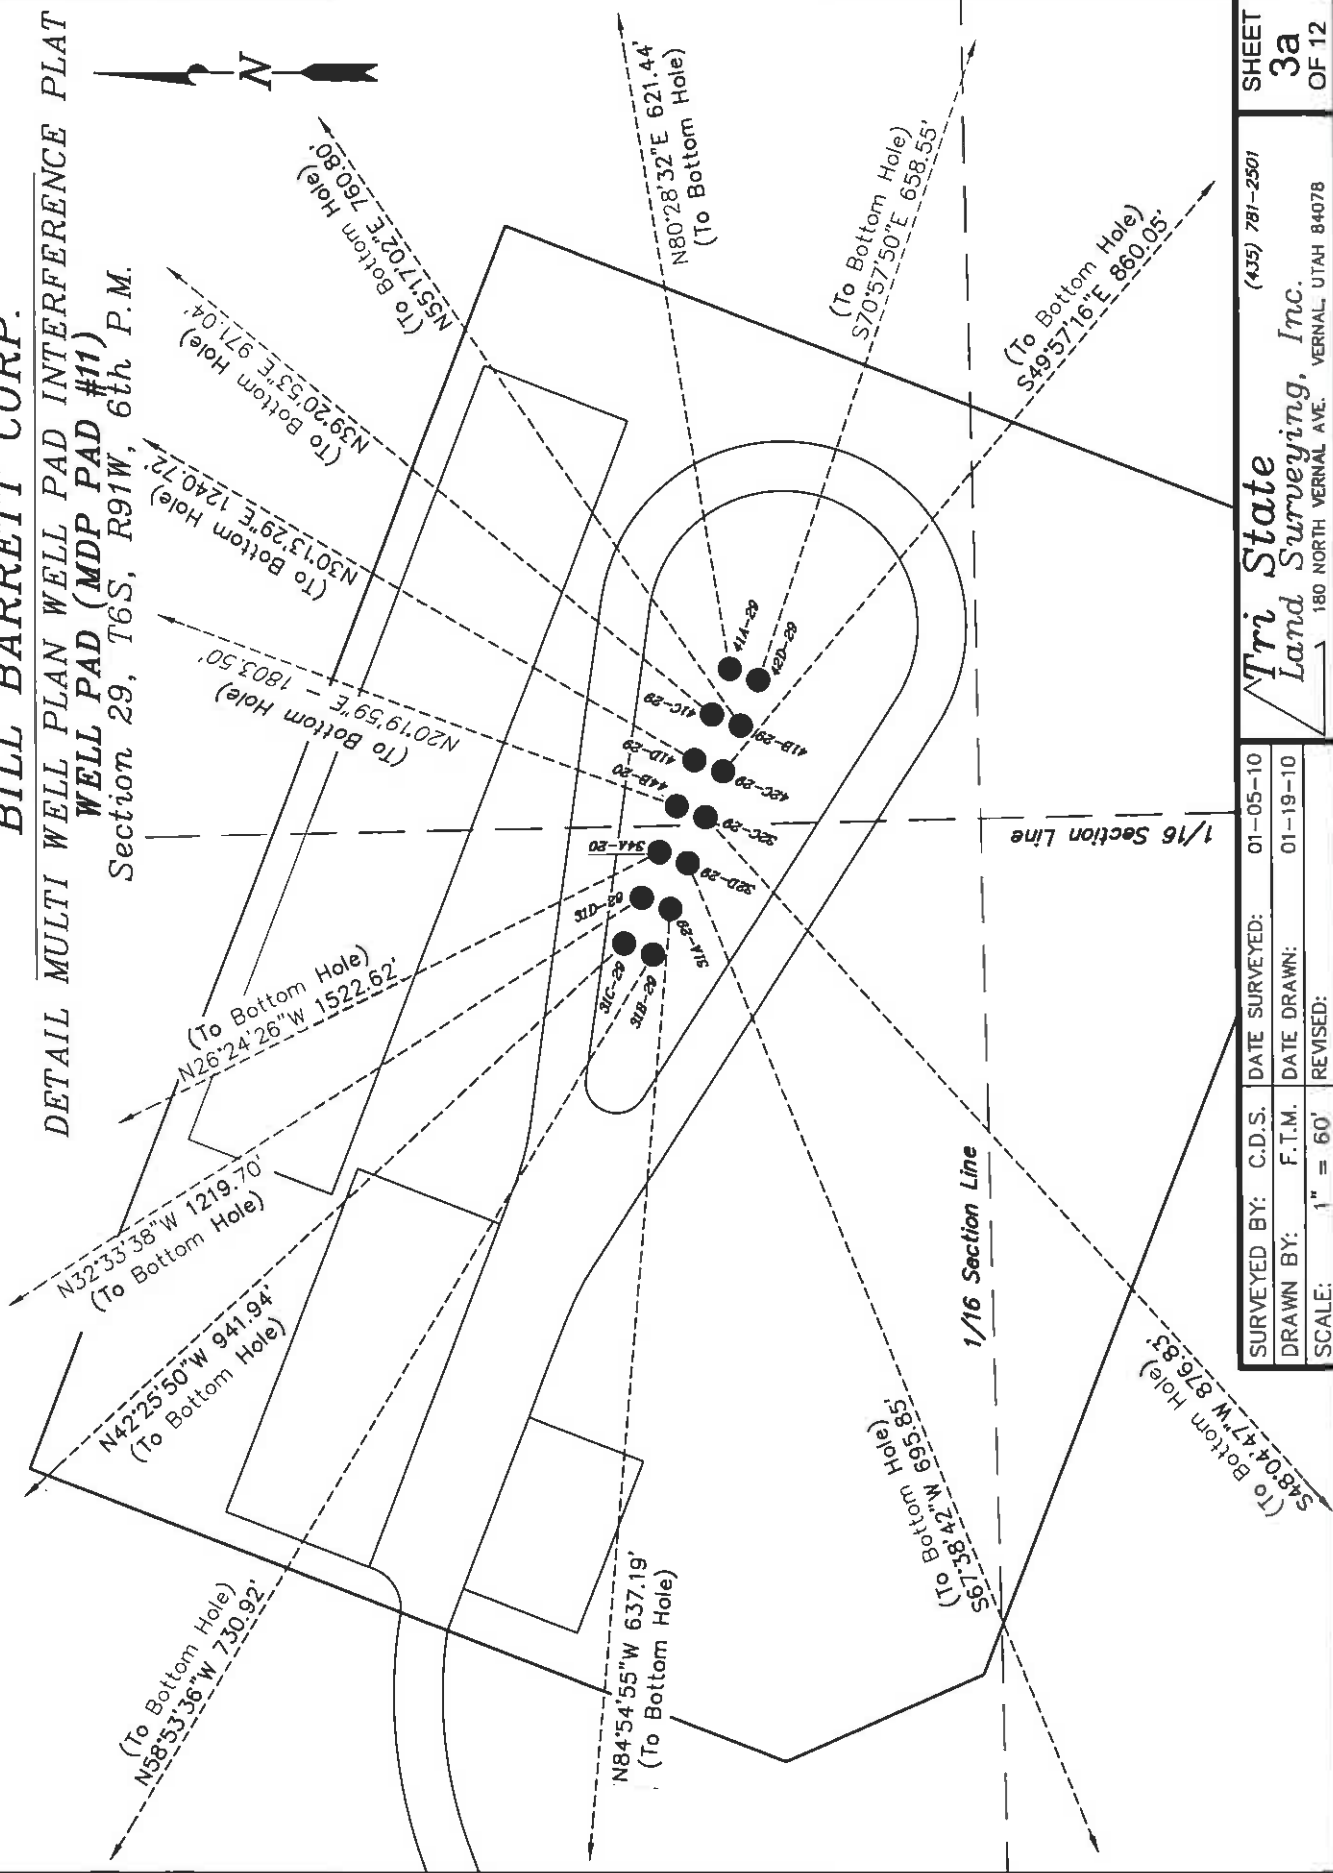 BILL BARRETT CORP.
DETAIL MULTI WELL PLAN WELL PAD INTERFERENCE PLAT
WELL PAD (MDP PAD #11)
Section 29, T6S, R91W, 6th P.M.
N
N32°33'38"W 1219.70'
(To Bottom Hole)
N42°25'50"W 941.94'
(To Bottom Hole)
(To Bottom Hole)
N26°24'26"W 1522.62'
(To Bottom Hole)
N58°53'36"W 730.92'
N84°54'55"W 637.19'
(To Bottom Hole)
(To Bottom Hole)
S67°38'42"W 695.85'
(To Bottom Hole)
S48°04'47"W 876.83'
N20°19'59"E - 1803.50'
(To Bottom Hole)
N30°13'29"E 1240.72'
(To Bottom Hole)
N39°20'53"E 971.04'
(To Bottom Hole)
N55°17'02"E 760.80'
(To Bottom Hole)
N80°28'32"E 621.44'
(To Bottom Hole)
(To Bottom Hole)
S70°57'50"E 658.55'
(To Bottom Hole)
S49°57'16"E 860.05'
31C-29
31B-29
31D-29
31A-29
34A-20
32D-29
44B-20
32C-29
41D-29
42C-29
41C-29
41B-29
41A-29
42D-29
1/16 Section Line
1/16 Section Line
SURVEYED BY: C.D.S.
DATE SURVEYED: 01-05-10
DRAWN BY: F.T.M.
DATE DRAWN: 01-19-10
SCALE: 1" = 60'
REVISED:
Tri State
(435) 781-2501
Land Surveying, Inc.
180 NORTH VERNAL AVE. VERNAL, UTAH 84078
SHEET
3a
OF 12